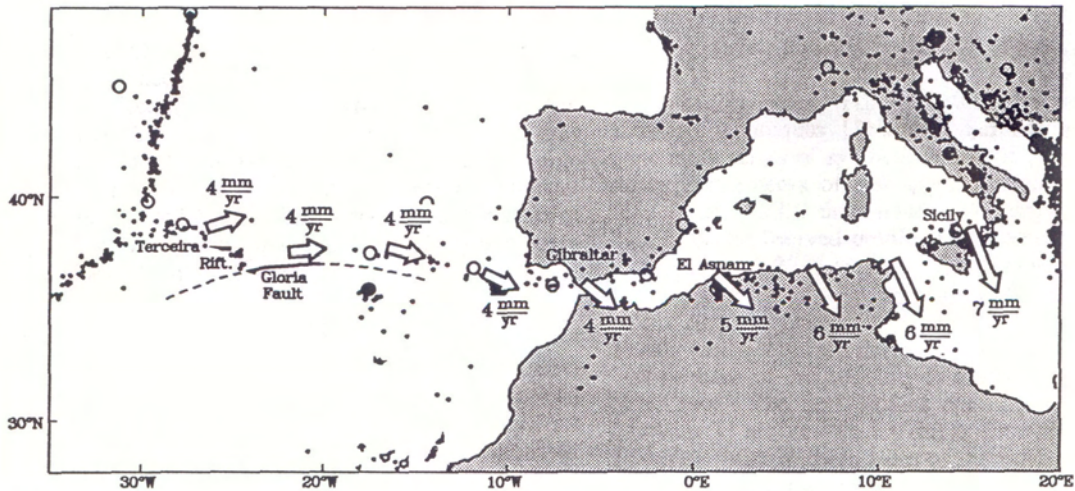 40°N
30°N
30°W
20°W
10°W
0°E
10°E
20°E
4 mm/yr
4 mm/yr
4 mm/yr
4 mm/yr
4 mm/yr
5 mm/yr
6 mm/yr
6 mm/yr
7 mm/yr
Terceira
Rift
Gloria
Fault
Gibraltar
El Asnam
Sicily